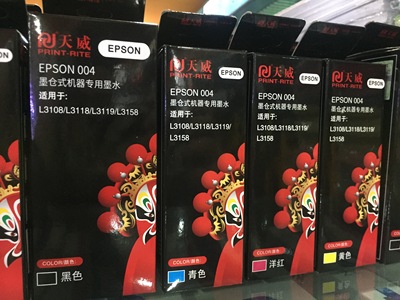 天威
PRINT-RITE
EPSON
EPSON 004
墨仓式机器专用墨水
适用于:
L3108/L3118/L3119/L3158
COLOR(颜色)
黑色
天威
PRINT-RITE
EPSON
EPSON 004
墨仓式机器专用墨水
适用于:
L3108/L3118/L3119/
L3158
COLOR(颜色)
青色
天威
PRINT-RITE
EPSON
EPSON 004
墨仓式机器专用墨水
适用于:
L3108/L3118/L3119/
L3158
COLOR(颜色)
洋红
天威
PRINT-RITE
EPSON
EPSON 004
墨仓式机器专用墨水
适用于:
L3108/L3118/L3119/
L3158
COLOR(颜色)
黄色